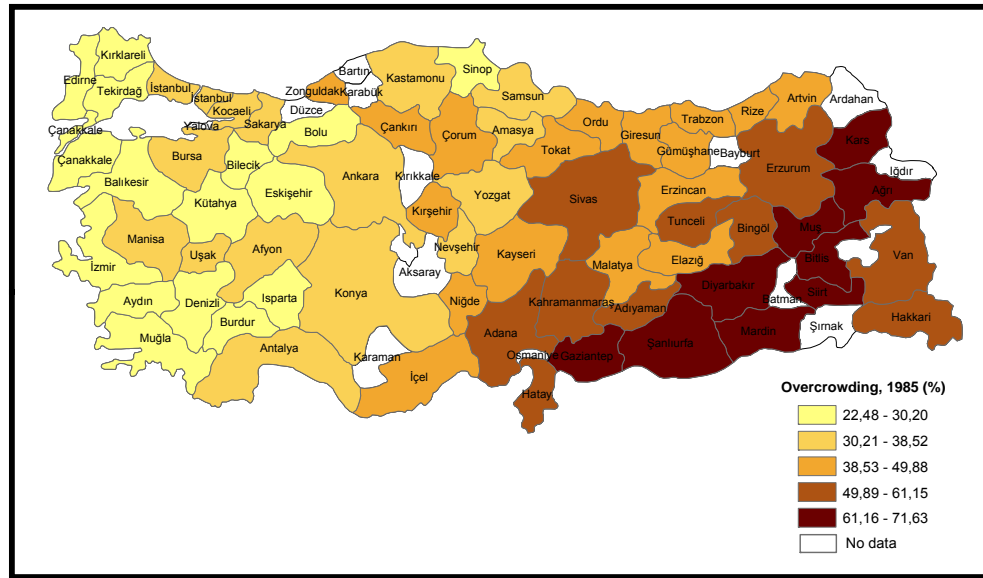 Kırklareli
Edirne
Tekirdağ
İstanbul
İstanbul
Kocaeli
Yalova
Sakarya
Düzce
Zonguldak
Bartın
Karabük
Kastamonu
Sinop
Samsun
Çanakkale
Çanakkale
Balıkesir
Bursa
Bilecik
Bolu
Çankırı
Çorum
Amasya
Ordu
Tokat
Giresun
Trabzon
Gümüşhane
Rize
Artvin
Ardahan
Bayburt
Kars
Iğdır
Ağrı
Erzurum
Erzincan
Kütahya
Eskişehir
Ankara
Kırıkkale
Kırşehir
Yozgat
Sivas
Tunceli
Bingöl
Muş
Bitlis
Van
Manisa
Uşak
Afyon
Nevşehir
Aksaray
Kayseri
Malatya
Elazığ
Diyarbakır
Batman
Siirt
Hakkari
Şırnak
Mardin
İzmir
Aydın
Denizli
Isparta
Burdur
Muğla
Konya
Niğde
Kahramanmaraş
*Adıyaman
Adana
Osmaniye
Gaziantep
Şanlıurfa
Antalya
Karaman
İçel
Hatay
Overcrowding, 1985 (%)
22,48 - 30,20
30,21 - 38,52
38,53 - 49,88
49,89 - 61,15
61,16 - 71,63
No data